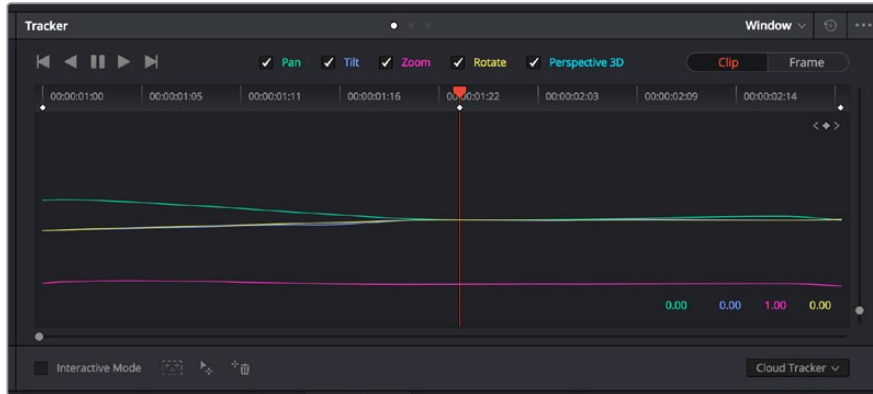 Tracker Window
Pan Tilt Zoom Rotate Perspective 3D Clip Frame
00:00:01:00 00:00:01:05 00:00:01:11 00:00:01:16 00:00:01:22 00:00:02:03 00:00:02:09 00:00:02:14
0.00 0.00 1.00 0.00
Interactive Mode Cloud Tracker